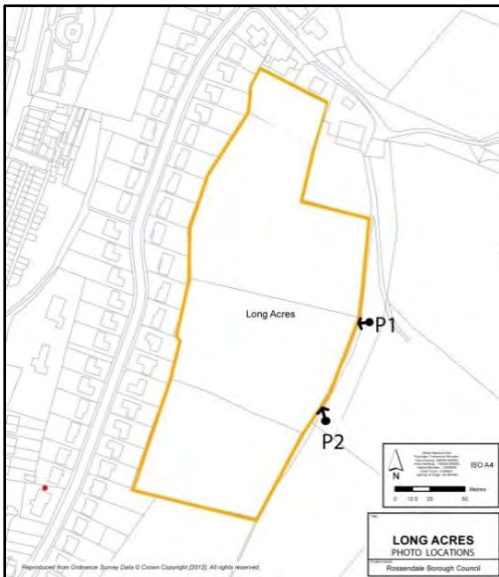 Long Acres
P1
P2
N
ISO A4
Metres
0 12.5 25 50
LONG ACRES
PHOTO LOCATIONS
Rossendale Borough Council
Reproduced from Ordnance Survey Data © Crown Copyright [2012]. All rights reserved.